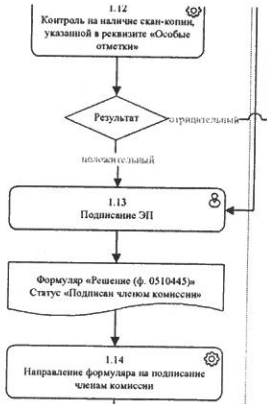 1.12
Контроль на наличие скан-копии,
указанной в реквизите «Особые
отметки»
Результат
отрицательный
положительный
1.13
Подписание ЭП
Формуляр «Решение (ф. 0510445)»
Статус «Подписан членом комиссии»
1.14
Направление формуляра на подписание
членам комиссии